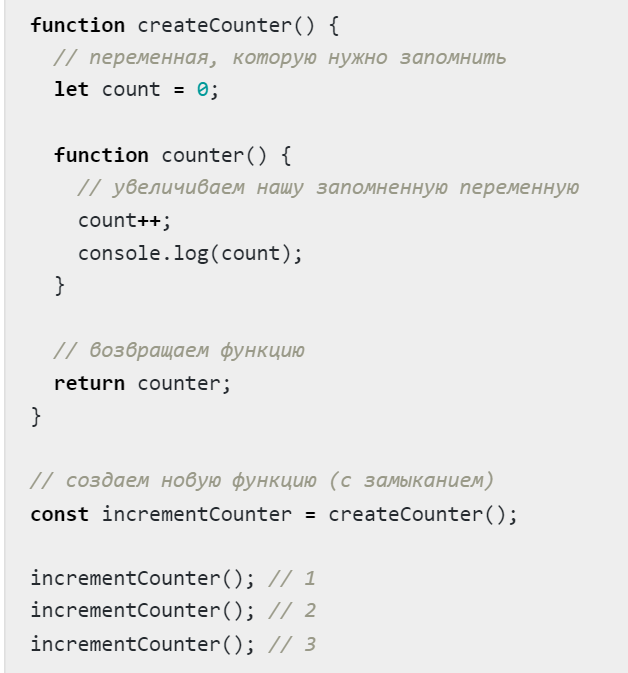 function createCounter() {
// переменная, которую нужно запомнить
let count = 0;
function counter() {
// увеличиваем нашу запомненную переменную
count++;
console.log(count);
}
// возвращаем функцию
return counter;
}
// создаем новую функцию (с замыканием)
const incrementCounter = createCounter();
incrementCounter(); // 1
incrementCounter(); // 2
incrementCounter(); // 3